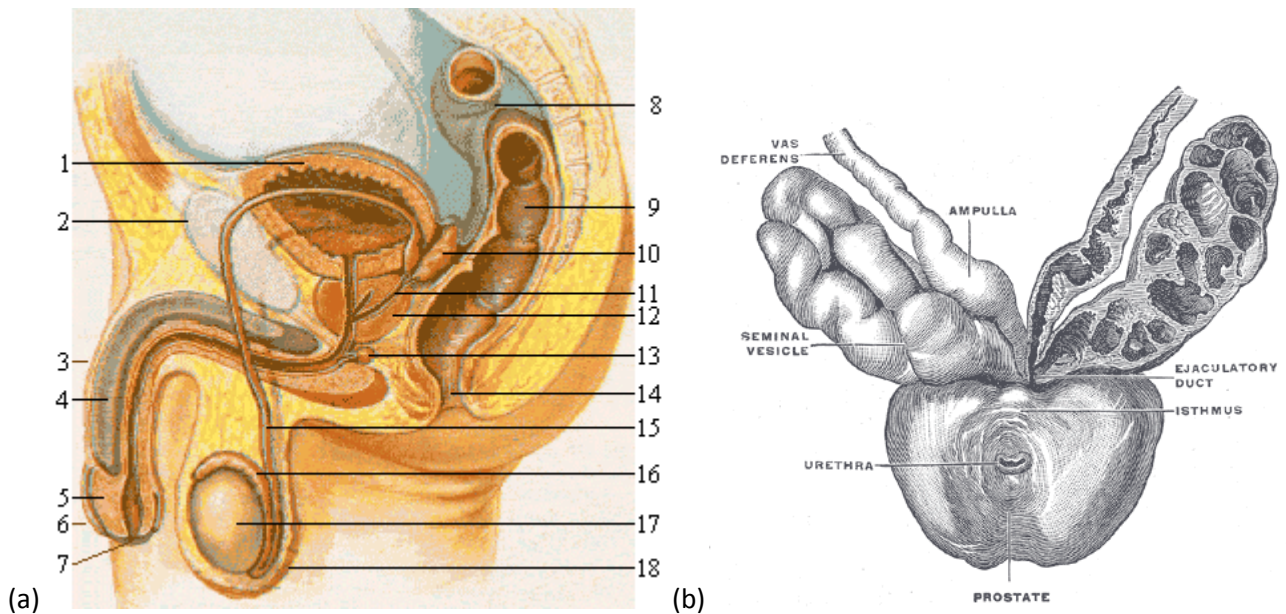 1
2
3
4
5
6
7
8
9
10
11
12
13
14
15
16
17
18
(a)
VAS
DEFERENS
AMPULLA
SEMINAL
VESICLE
EJACULATORY
DUCT
ISTHMUS
URETHRA
PROSTATE
(b)